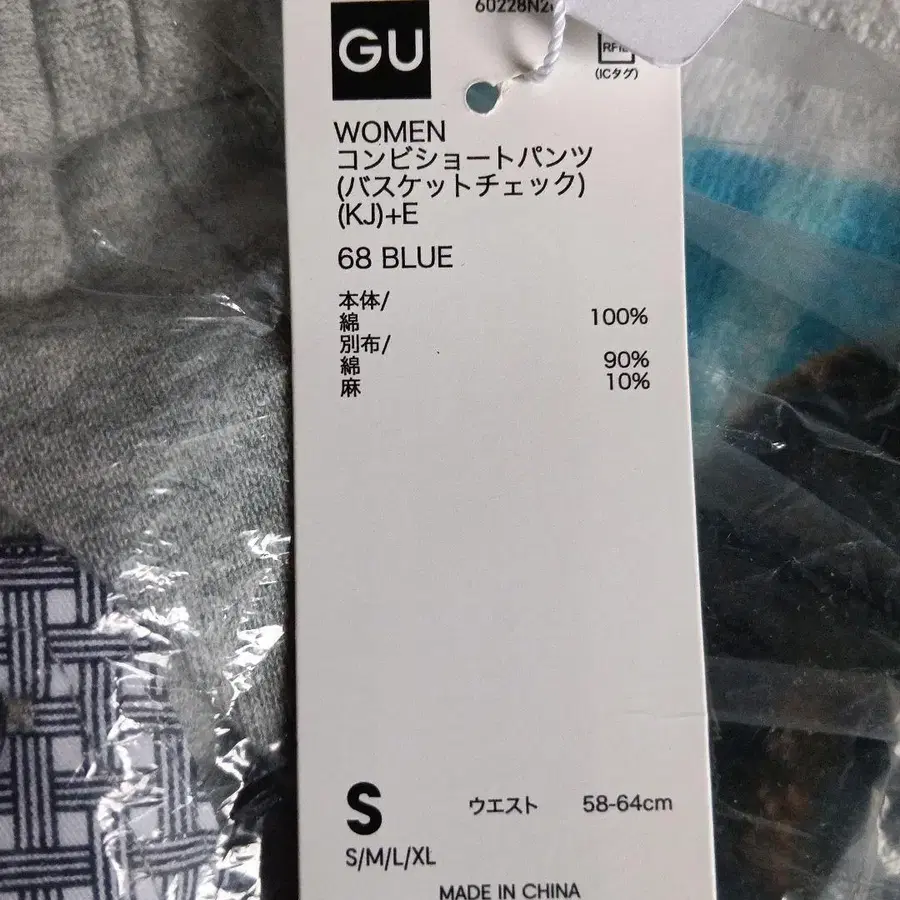 GU
RFID
(ICタグ)
WOMEN
コンビショートパンツ
(バスケットチェック)
(KJ)+E
68 BLUE
本体/
綿 100%
別布/
綿 90%
麻 10%
S ウエスト 58-64cm
S/M/L/XL
MADE IN CHINA